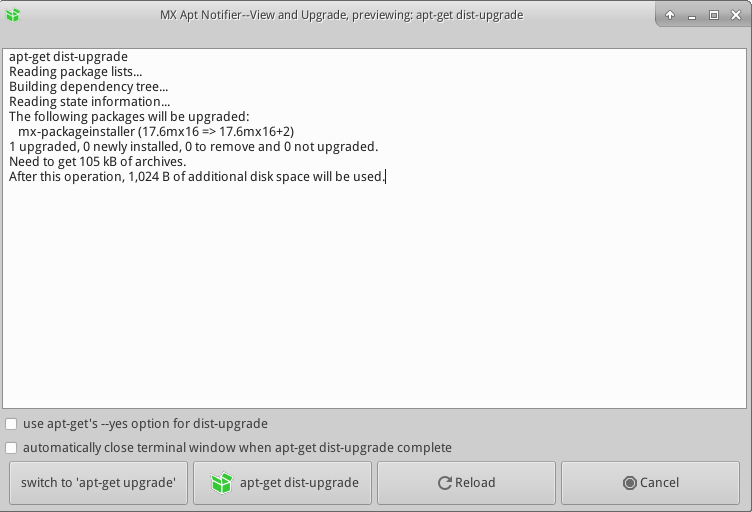 MX Apt Notifier--View and Upgrade, previewing: apt-get dist-upgrade
apt-get dist-upgrade
Reading package lists...
Building dependency tree...
Reading state information...
The following packages will be upgraded:
mx-packageinstaller (17.6mx16 => 17.6mx16+2)
1 upgraded, 0 newly installed, 0 to remove and 0 not upgraded.
Need to get 105 kB of archives.
After this operation, 1,024 B of additional disk space will be used.
use apt-get's --yes option for dist-upgrade
automatically close terminal window when apt-get dist-upgrade complete
switch to 'apt-get upgrade'
apt-get dist-upgrade
Reload
Cancel